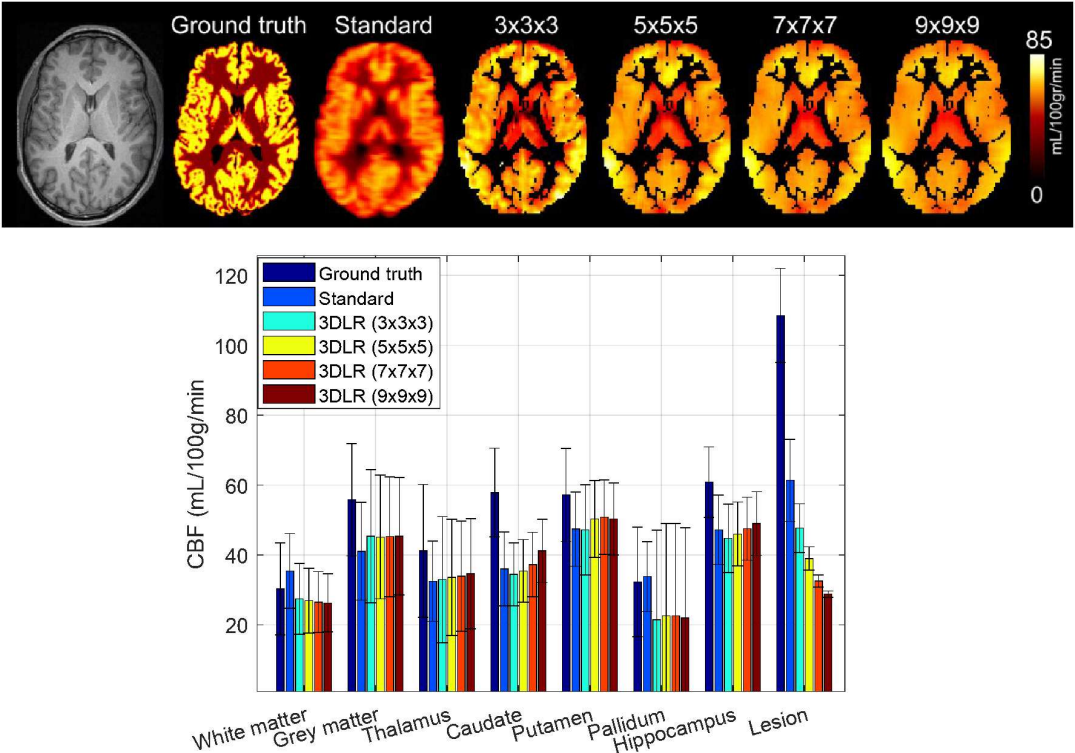 Ground truth Standard 3x3x3 5x5x5 7x7x7 9x9x9
85
mL/100gr/min
0
Ground truth
Standard
3DLR (3x3x3)
3DLR (5x5x5)
3DLR (7x7x7)
3DLR (9x9x9)
CBF (mL/100g/min
120
100
80
60
40
20
White matter Grey matter Thalamus Caudate Putamen Pallidum Hippocampus Lesion